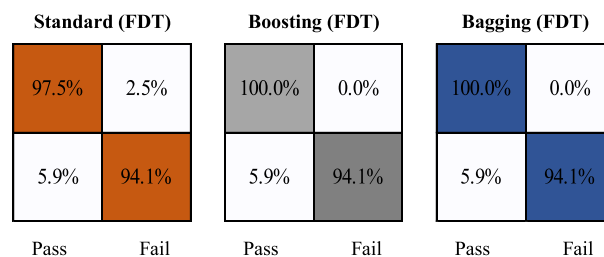 Standard (FDT) Boosting (FDT) Bagging (FDT)
97.5% 2.5% 100.0% 0.0% 100.0% 0.0%
5.9% 94.1% 5.9% 94.1% 5.9% 94.1%
Pass Fail Pass Fail Pass Fail